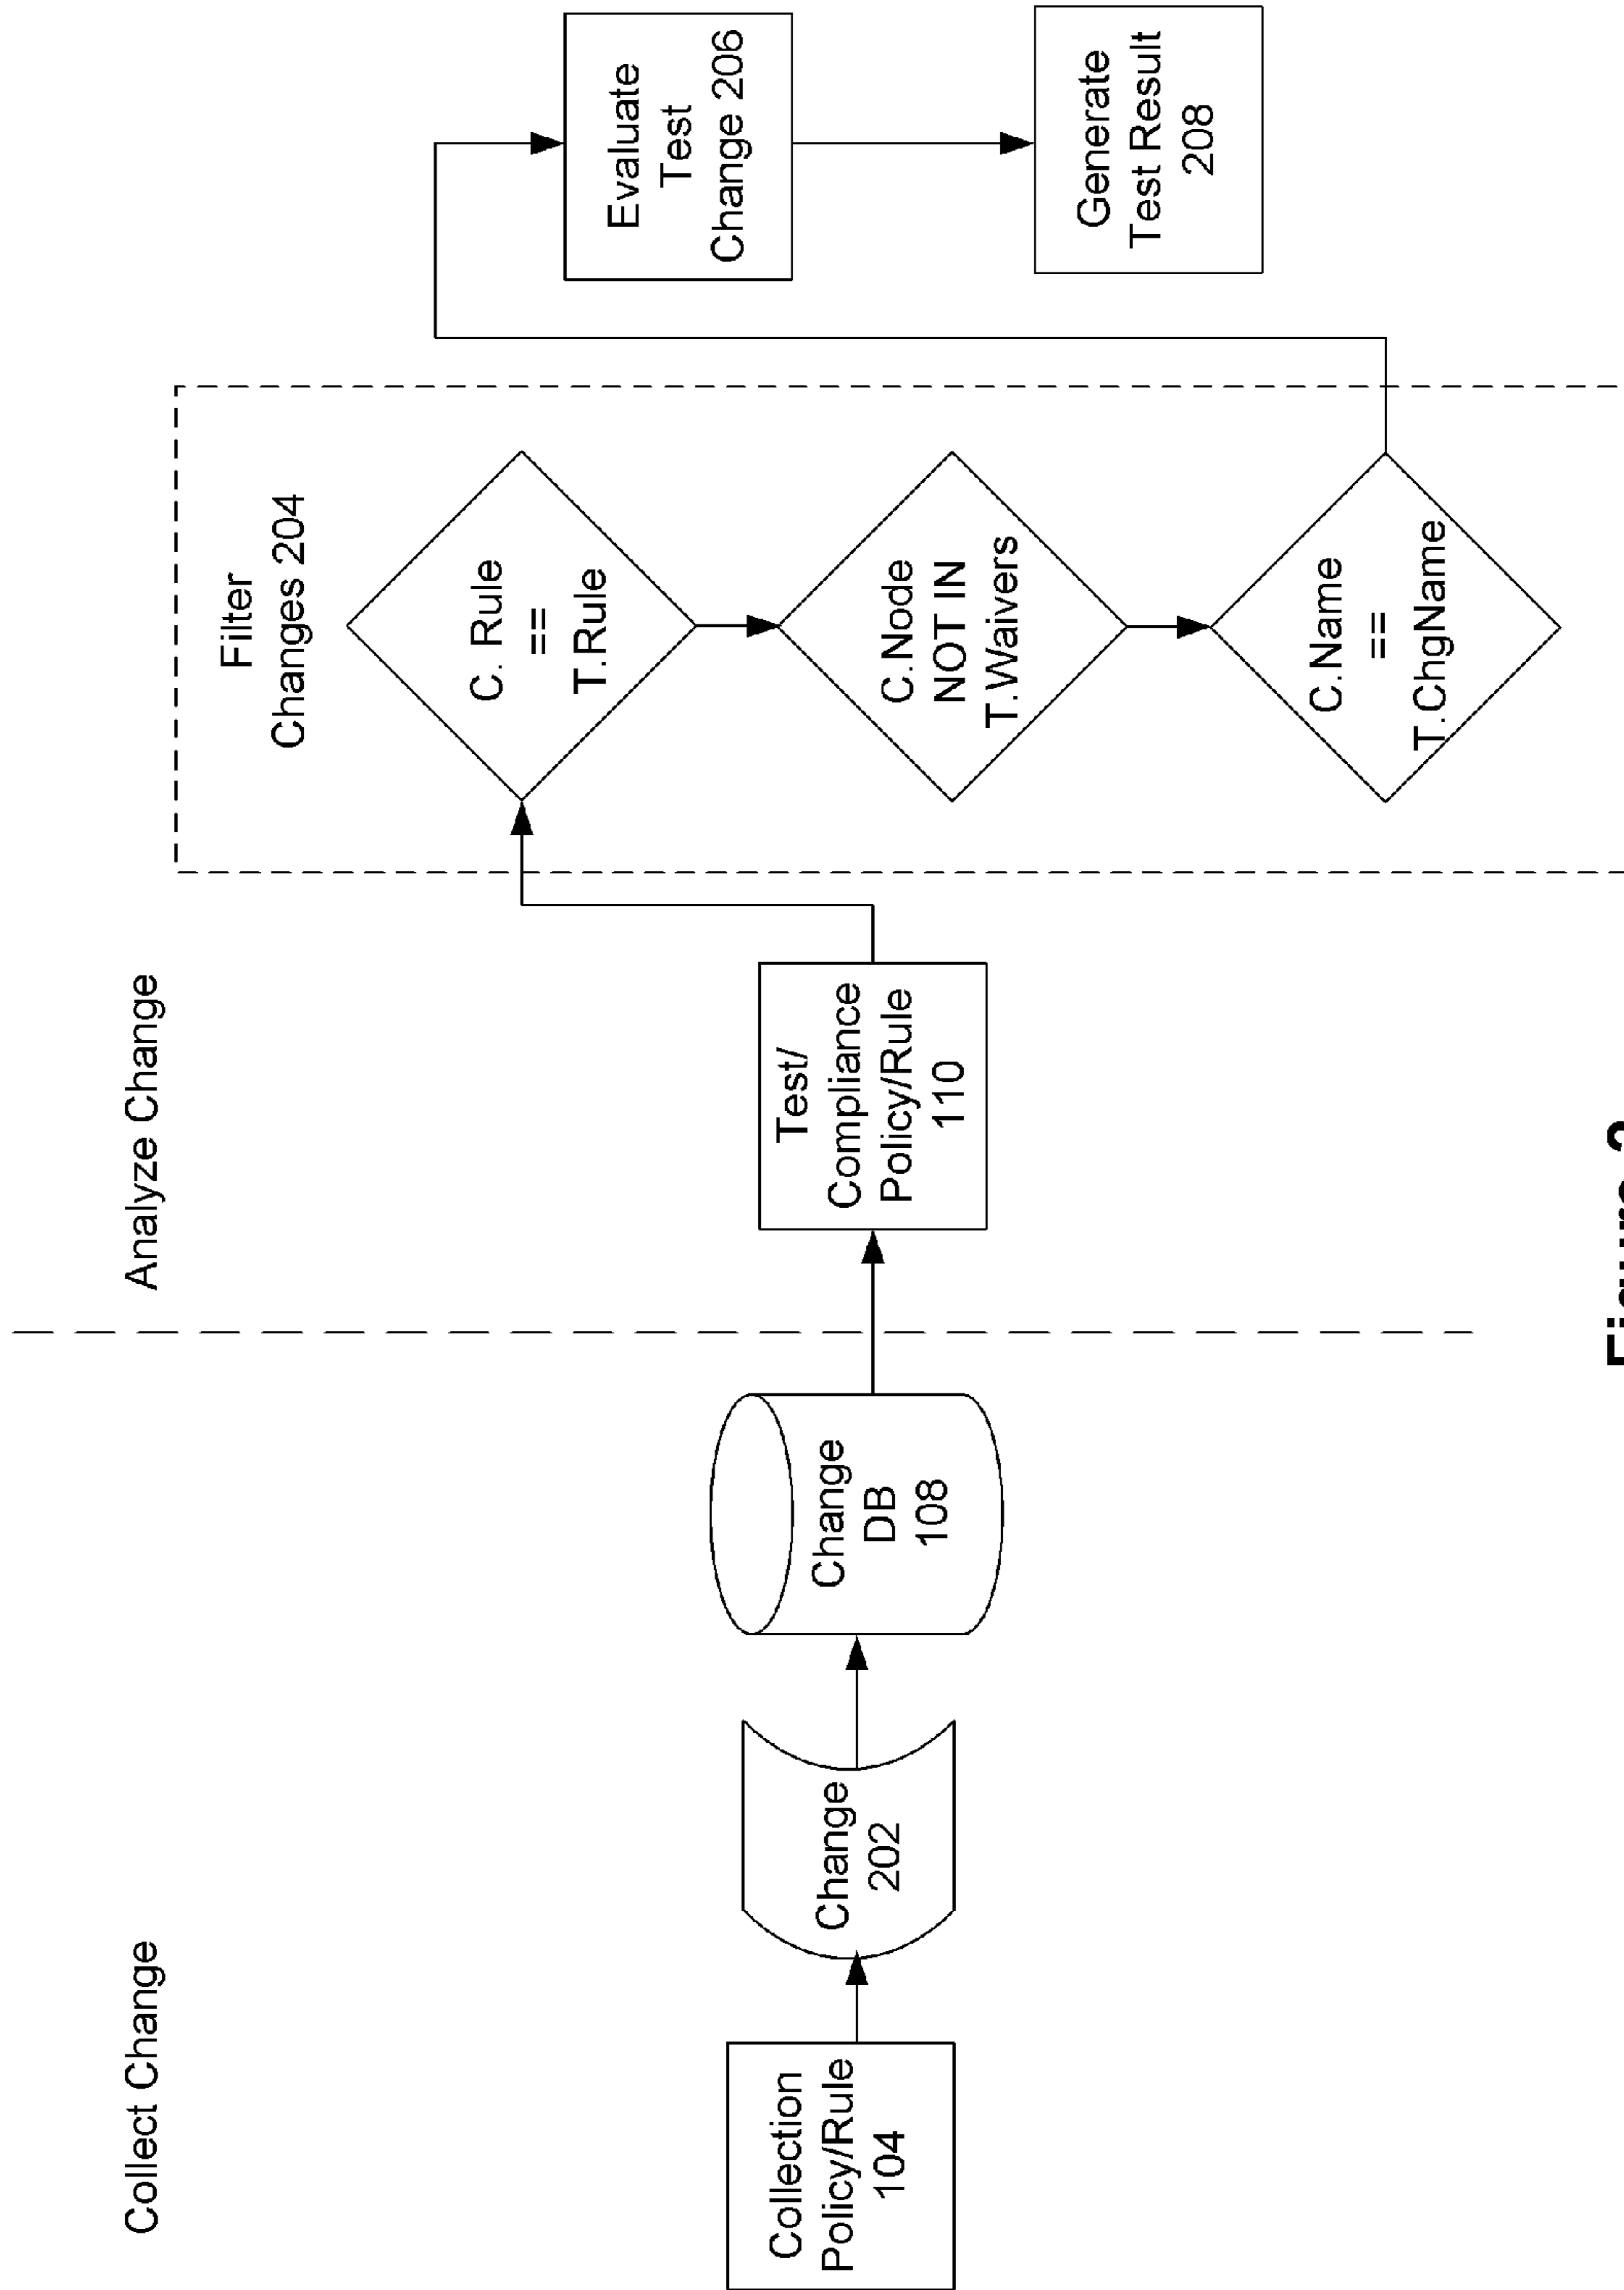 Collect Change
Analyze Change
Collection
Policy/Rule
104
Change
202
Change
DB
108
Test/
Compliance
Policy/Rule
110
Filter
Changes 204
C. Rule
==
T.Rule
C.Node
NOT IN
T.Waivers
C.Name
==
T.ChgName
Evaluate
Test
Change 206
Generate
Test Result
208